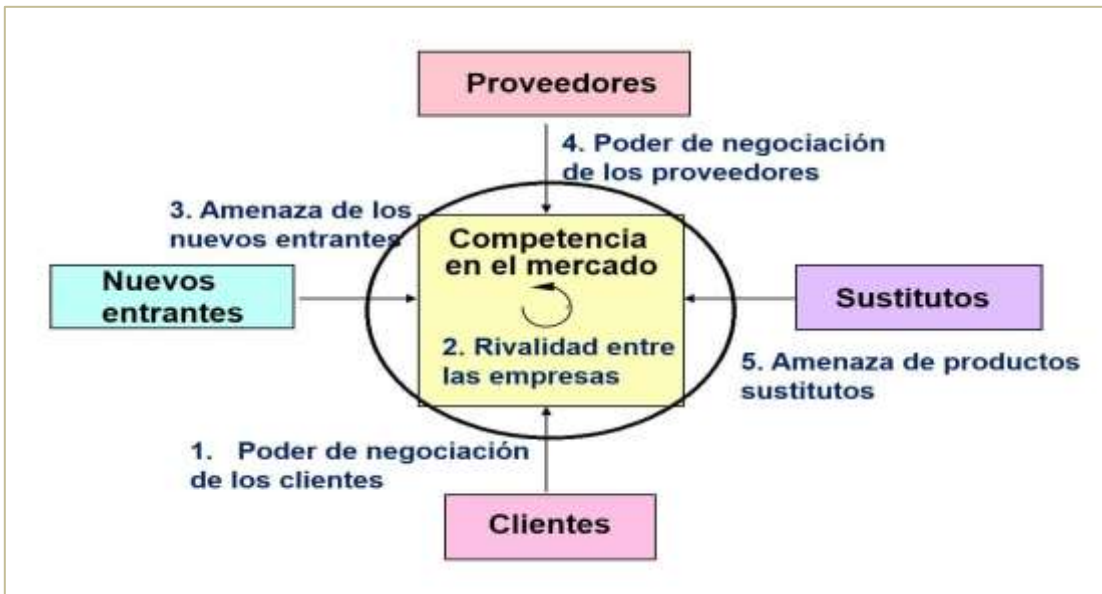 Proveedores
4. Poder de negociación
de los proveedores
3. Amenaza de los
nuevos entrantes
Competencia
en el mercado
Nuevos
entrantes
Sustitutos
2. Rivalidad entre
las empresas
5. Amenaza de productos
sustitutos
1. Poder de negociación
de los clientes
Clientes